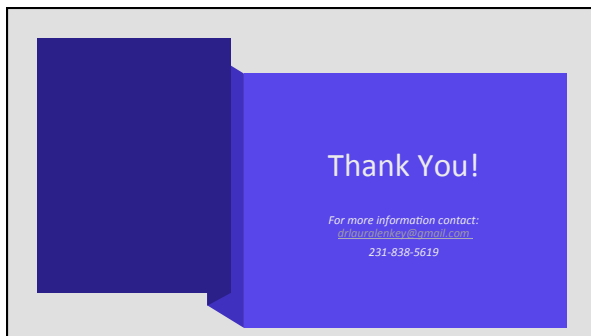 Thank You!
For more information contact:
drlauralenkey@gmail.com
231-838-5619